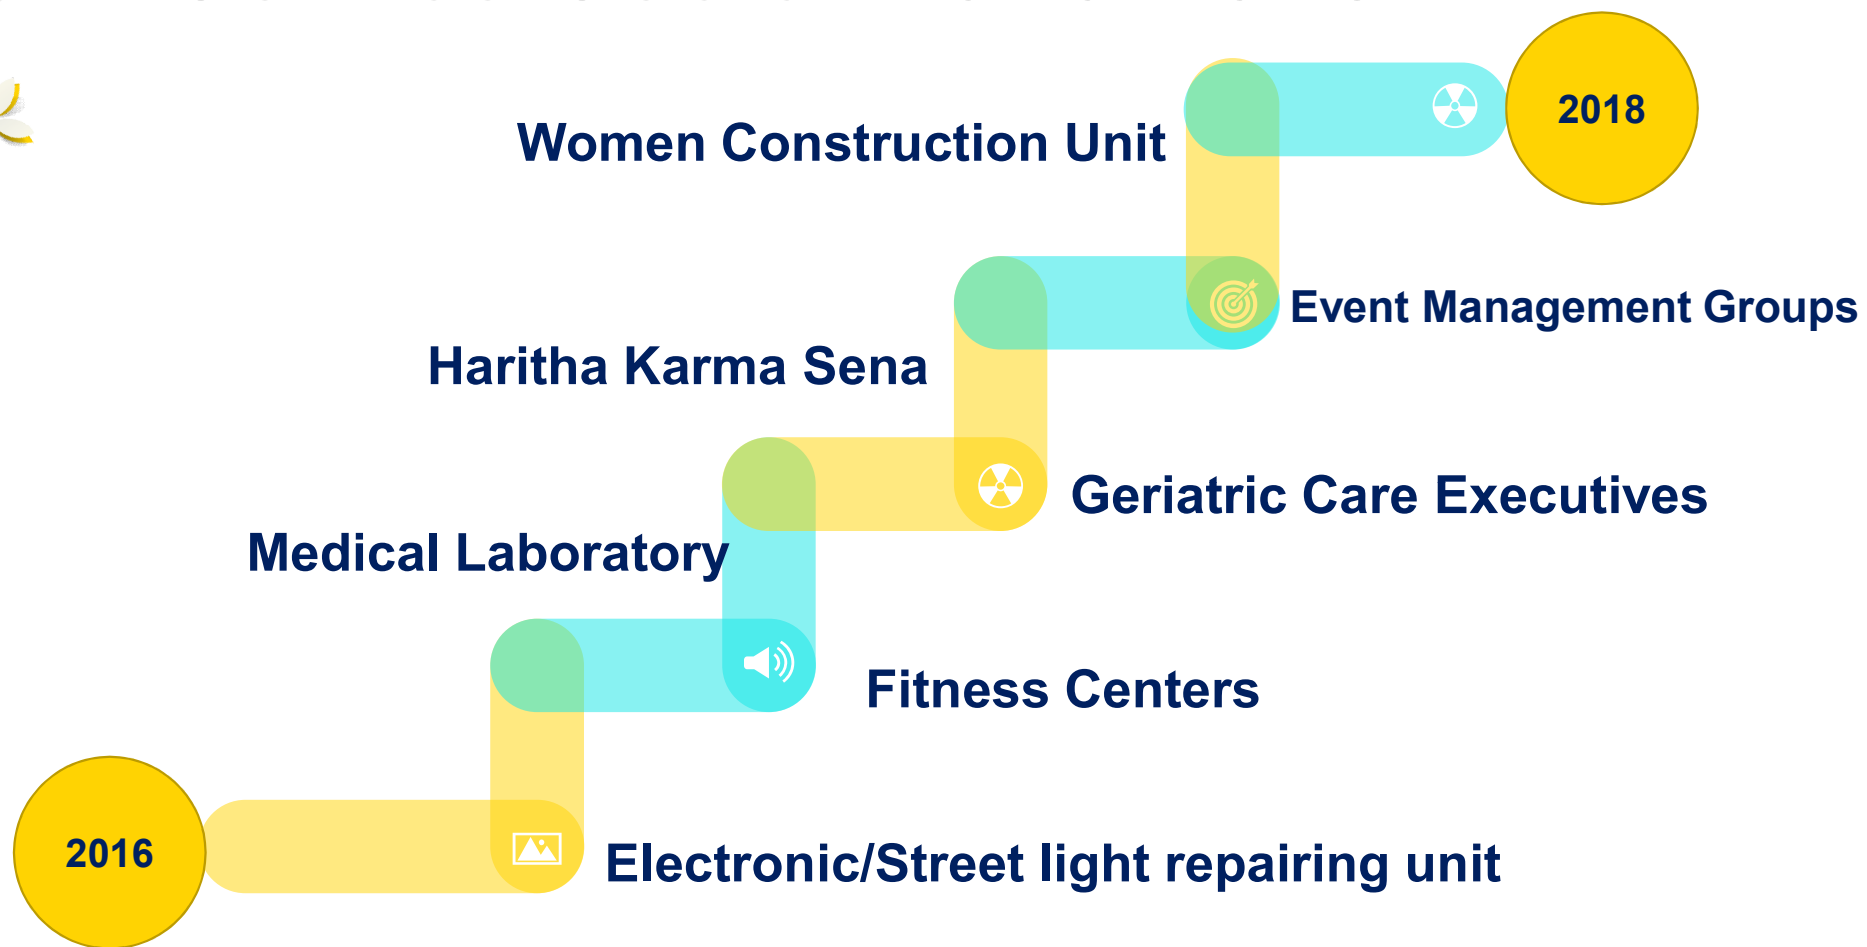 2018
Women Construction Unit
Event Management Groups
Haritha Karma Sena
Geriatric Care Executives
Medical Laboratory
Fitness Centers
2016
Electronic/Street light repairing unit